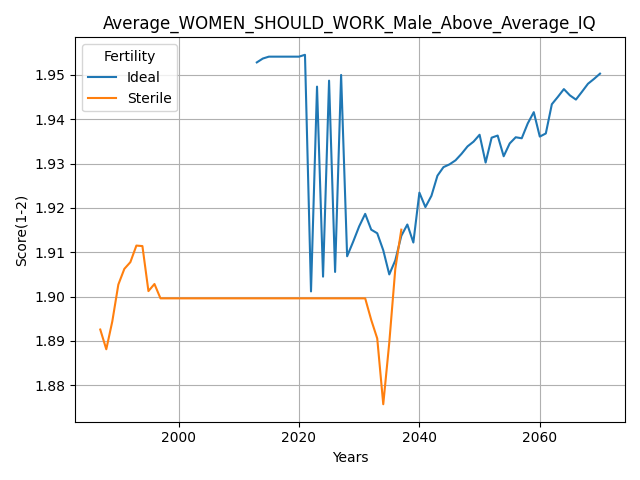 Average_WOMEN_SHOULD_WORK_Male_Above_Average_IQ
Fertility
Ideal
Sterile
1.95
1.94
1.93
1.92
1.91
1.90
1.89
1.88
Score(1-2)
2000
2020
2040
2060
Years